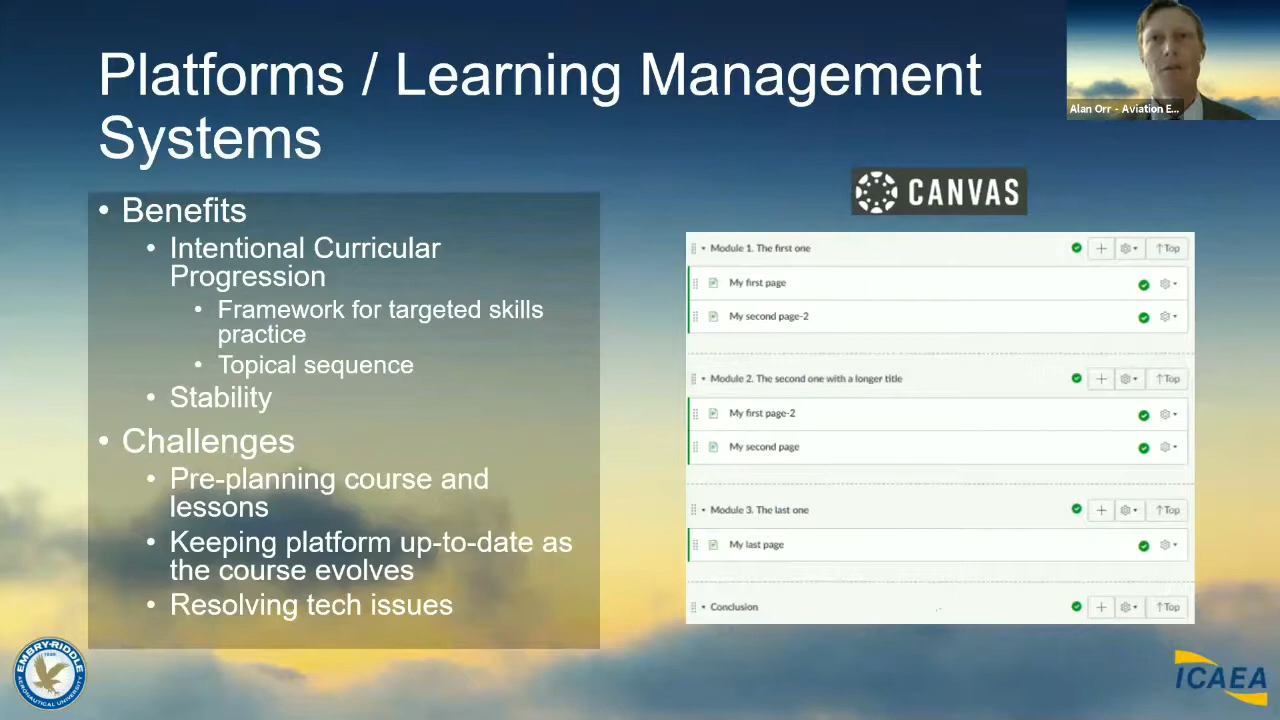 Platforms / Learning Management
Systems
Alan Orr - Aviation E...
• Benefits
• Intentional Curricular
Progression
• Framework for targeted skills
practice
• Topical sequence
• Stability
• Challenges
• Pre-planning course and
lessons
• Keeping platform up-to-date as
the course evolves
• Resolving tech issues
CANVAS
Module 1. The first one
↑Top
My first page
My second page-2
Module 2. The second one with a longer title
↑Top
My first page-2
My second page
Module 3. The last one
↑Top
My last page
Conclusion
↑Top
EMBRY-RIDDLE
AERONAUTICAL UNIVERSITY
ICAEA